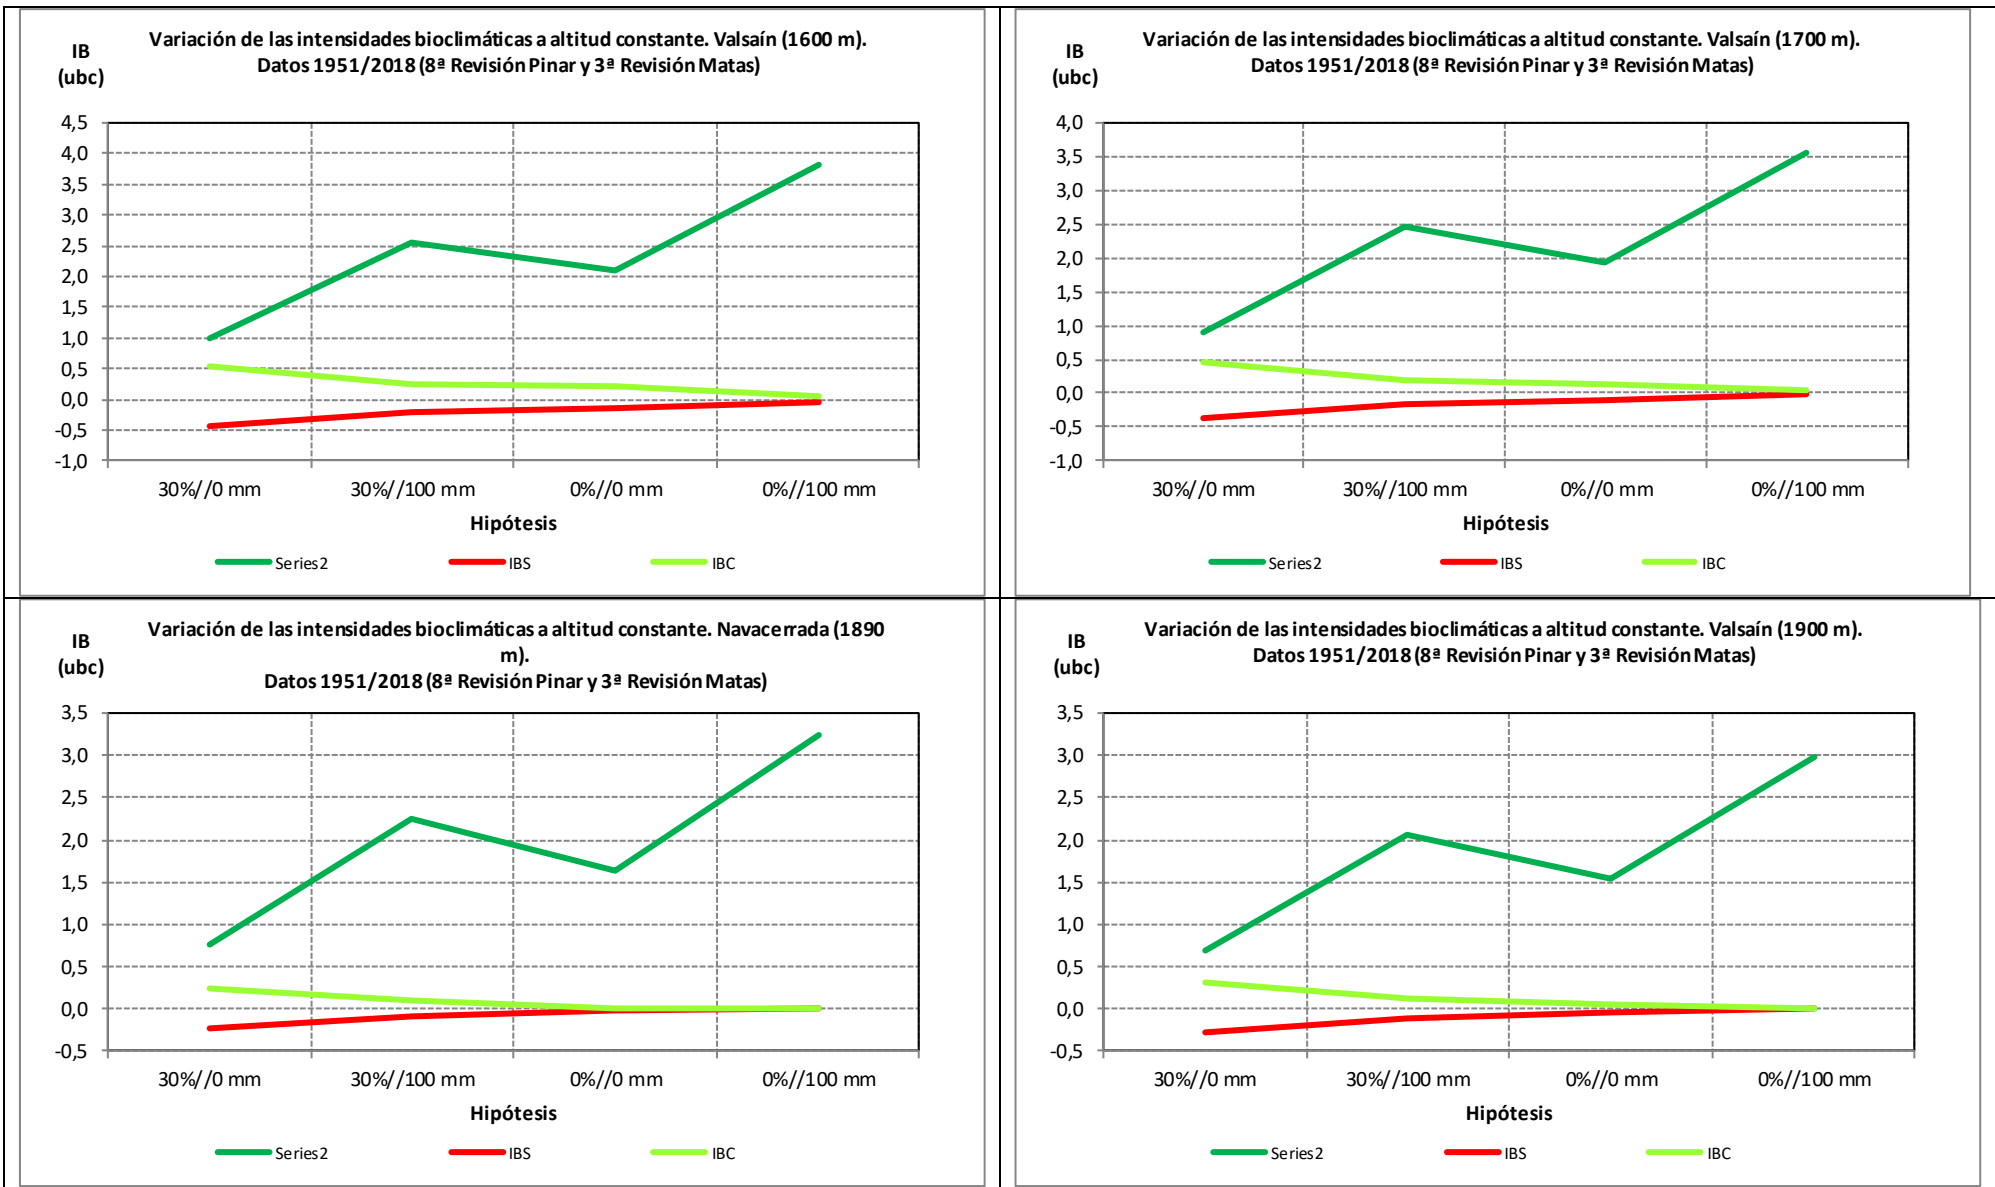 IB
(ubc)
Variación de las intensidades bioclimáticas a altitud constante. Valsaín (1600 m).
Datos 1951/2018 (8ª Revisión Pinar y 3ª Revisión Matas)
4,5
4,0
3,5
3,0
2,5
2,0
1,5
1,0
0,5
0,0
-0,5
-1,0
30%//0 mm 30%//100 mm 0%//0 mm 0%//100 mm
Hipótesis
Series2 IBS IBC
IB
(ubc)
Variación de las intensidades bioclimáticas a altitud constante. Valsaín (1700 m).
Datos 1951/2018 (8ª Revisión Pinar y 3ª Revisión Matas)
4,0
3,5
3,0
2,5
2,0
1,5
1,0
0,5
0,0
-0,5
-1,0
30%//0 mm 30%//100 mm 0%//0 mm 0%//100 mm
Hipótesis
Series2 IBS IBC
IB
(ubc)
Variación de las intensidades bioclimáticas a altitud constante. Navacerrada (1890
m).
Datos 1951/2018 (8ª Revisión Pinar y 3ª Revisión Matas)
3,5
3,0
2,5
2,0
1,5
1,0
0,5
0,0
-0,5
30%//0 mm 30%//100 mm 0%//0 mm 0%//100 mm
Hipótesis
Series2 IBS IBC
IB
(ubc)
Variación de las intensidades bioclimáticas a altitud constante. Valsaín (1900 m).
Datos 1951/2018 (8ª Revisión Pinar y 3ª Revisión Matas)
3,5
3,0
2,5
2,0
1,5
1,0
0,5
0,0
-0,5
30%//0 mm 30%//100 mm 0%//0 mm 0%//100 mm
Hipótesis
Series2 IBS IBC